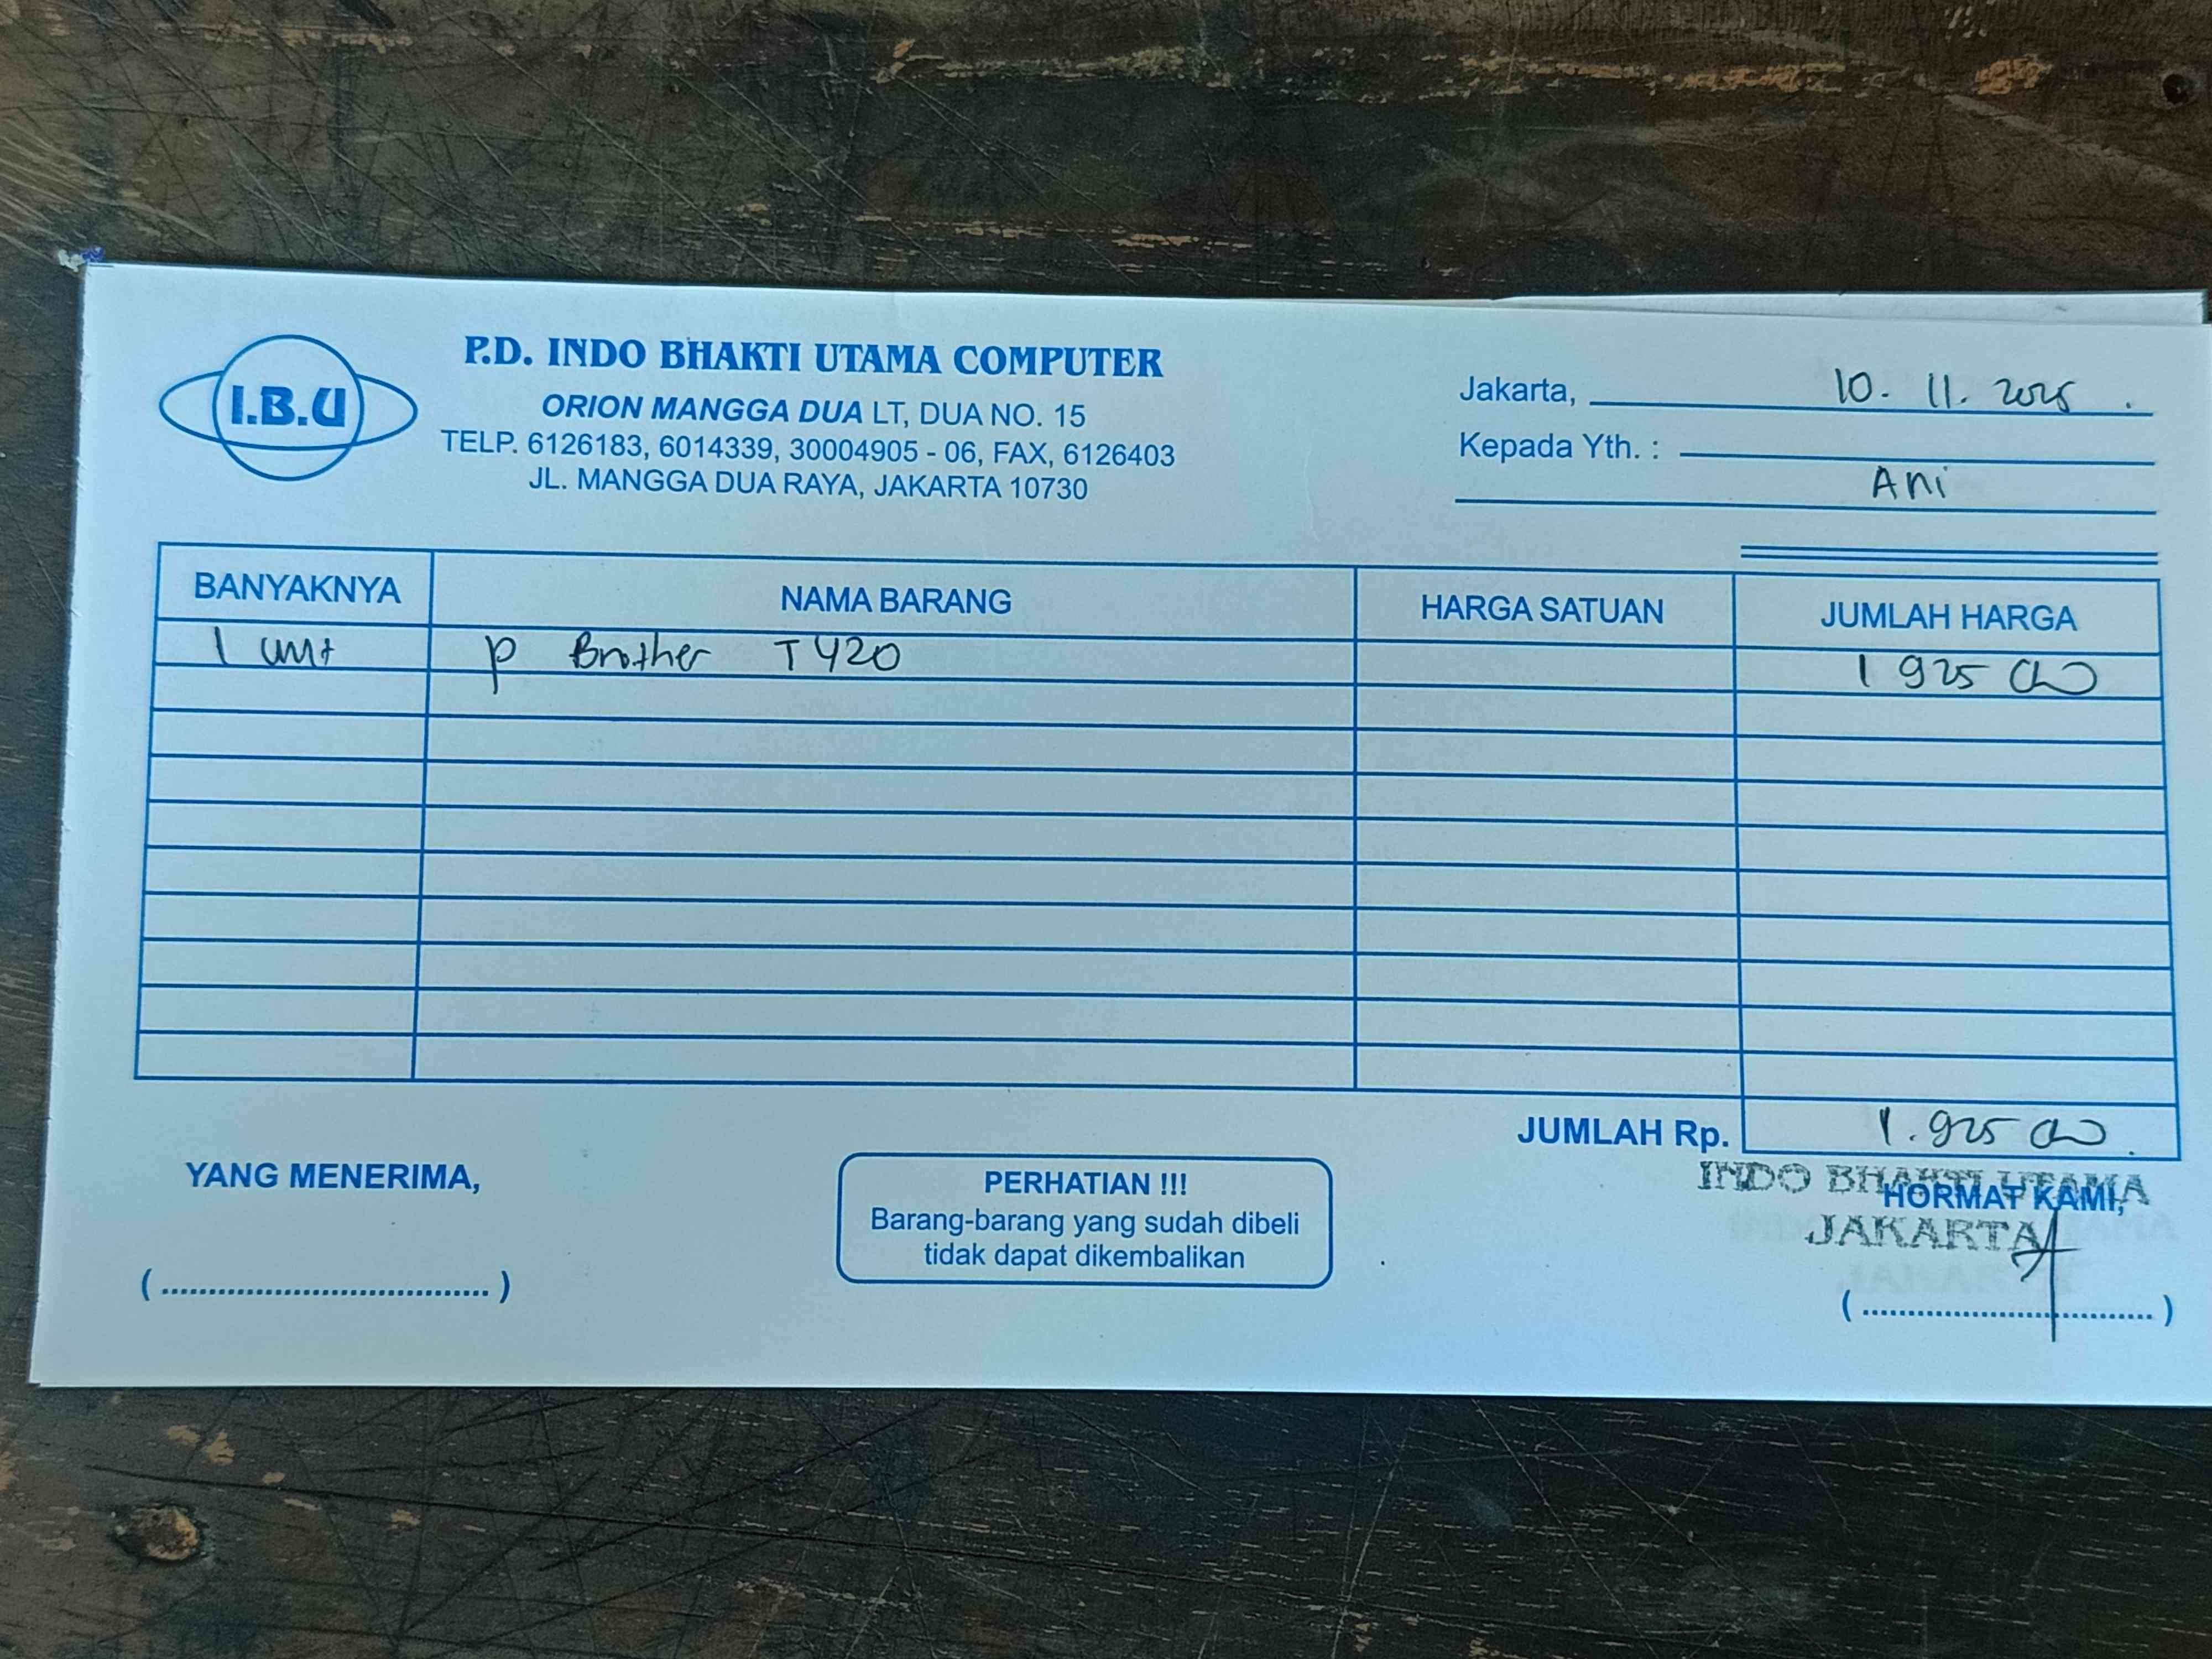 I.B.U
P.D. INDO BHAKTI UTAMA COMPUTER
ORION MANGGA DUA LT, DUA NO. 15
TELP. 6126183, 6014339, 30004905 - 06, FAX, 6126403
JL. MANGGA DUA RAYA, JAKARTA 10730
Jakarta, 10. 11. 2025.
Kepada Yth. :
Ani
BANYAKNYA NAMA BARANG HARGA SATUAN JUMLAH HARGA
1 unit p Brother T420 1 925 000
JUMLAH Rp. 1.925 000.
YANG MENERIMA,
PERHATIAN !!!
Barang-barang yang sudah dibeli
tidak dapat dikembalikan
INDO BHAKTI UTAMA
HORMAT KAMI,
JAKARTA
(....................................)
(....................................)